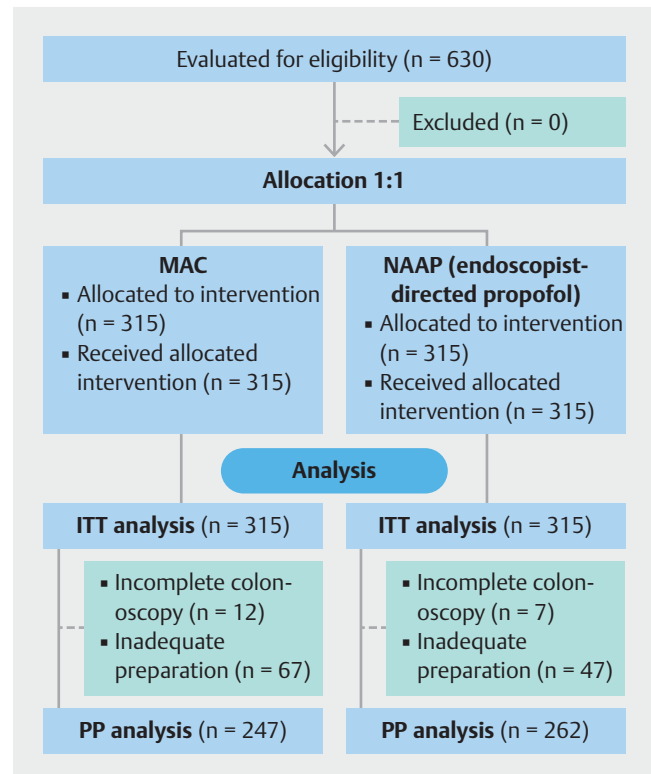 Evaluated for eligibility (n = 630)
Excluded (n = 0)
Allocation 1:1
MAC
▪ Allocated to intervention
(n = 315)
▪ Received allocated
intervention (n = 315)
NAAP (endoscopist-
directed propofol)
▪ Allocated to intervention
(n = 315)
▪ Received allocated
intervention (n = 315)
Analysis
ITT analysis (n = 315)
▪ Incomplete colon-
oscopy (n = 12)
▪ Inadequate
preparation (n = 67)
PP analysis (n = 247)
ITT analysis (n = 315)
▪ Incomplete colon-
oscopy (n = 7)
▪ Inadequate
preparation (n = 47)
PP analysis (n = 262)